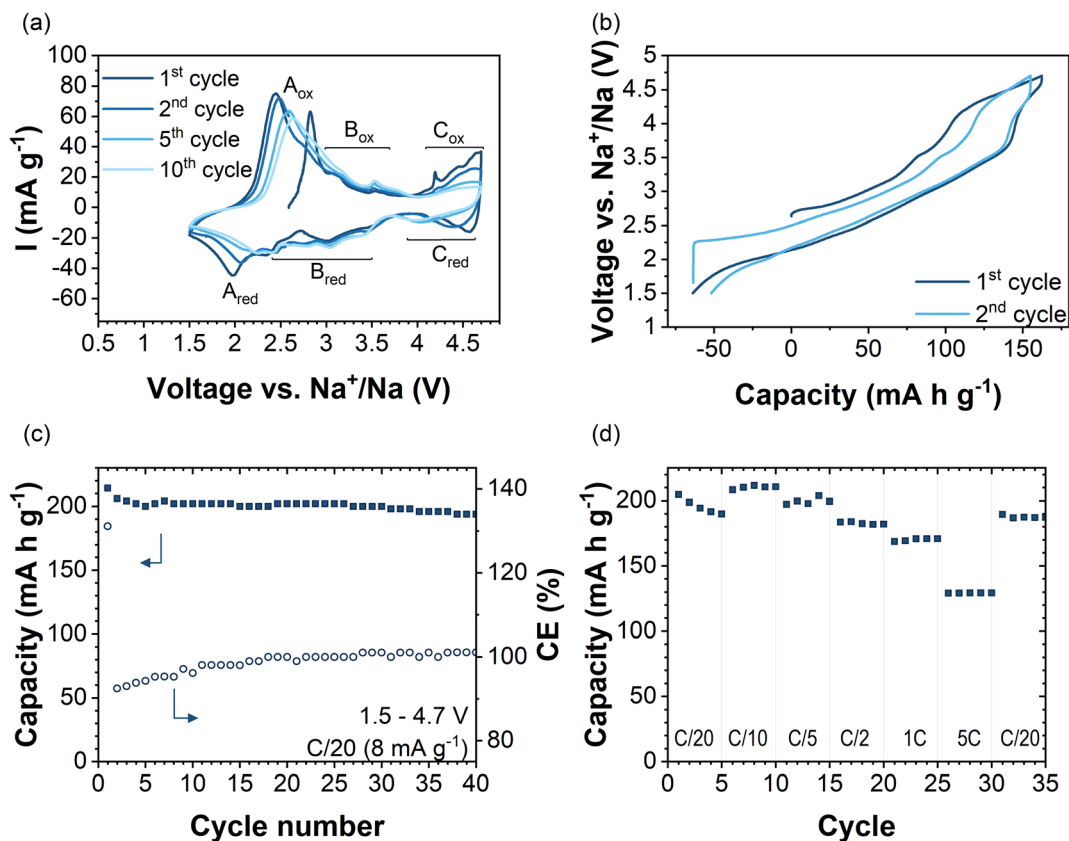 (a)
100
80
60
40
20
0
-20
-40
-60
I (mA g⁻¹)
1ˢᵗ cycle
2ⁿᵈ cycle
5ᵗʰ cycle
10ᵗʰ cycle
Aₒₓ
Bₒₓ
Cₒₓ
A_red
B_red
C_red
0.5 1 1.5 2 2.5 3 3.5 4 4.5
Voltage vs. Na⁺/Na (V)
(b)
5
4.5
4
3.5
3
2.5
2
1.5
1
Voltage vs. Na⁺/Na (V)
1ˢᵗ cycle
2ⁿᵈ cycle
-50 0 50 100 150
Capacity (mA h g⁻¹)
(c)
200
150
100
50
0
Capacity (mA h g⁻¹)
140
120
100
80
CE (%)
1.5 - 4.7 V
C/20 (8 mA g⁻¹)
0 5 10 15 20 25 30 35 40
Cycle number
(d)
200
150
100
50
0
Capacity (mA h g⁻¹)
C/20 C/10 C/5 C/2 1C 5C C/20
0 5 10 15 20 25 30 35
Cycle